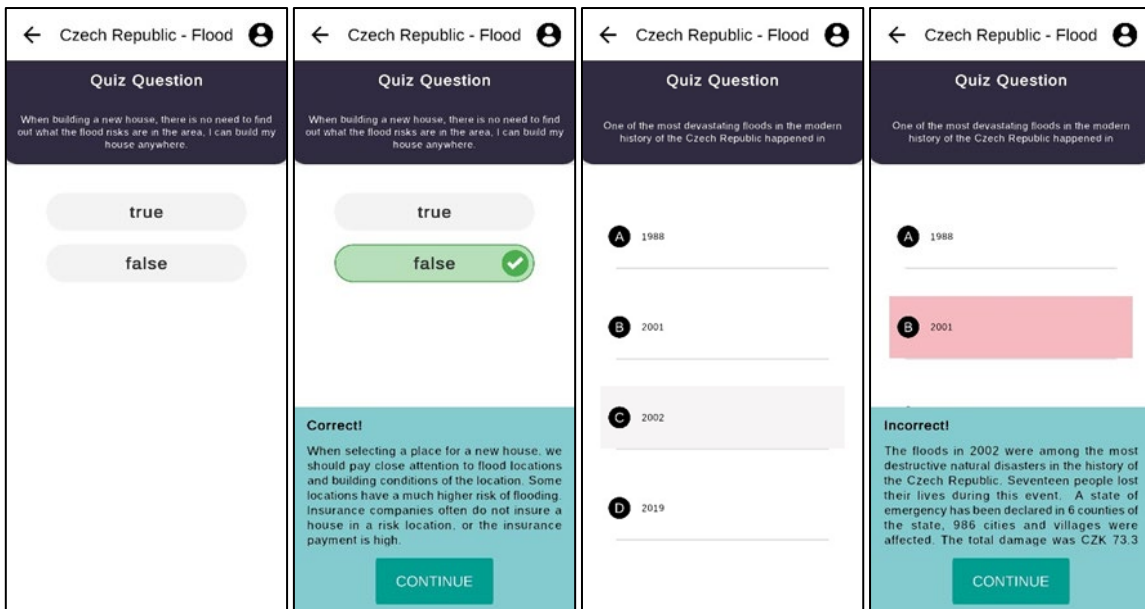 Czech Republic - Flood
Quiz Question
When building a new house, there is no need to find
out what the flood risks are in the area, I can build my
house anywhere.
true
false
Czech Republic - Flood
Quiz Question
When building a new house, there is no need to find
out what the flood risks are in the area, I can build my
house anywhere.
true
false
Correct!
When selecting a place for a new house, we
should pay close attention to flood locations
and building conditions of the location. Some
locations have a much higher risk of flooding.
Insurance companies often do not insure a
house in a risk location, or the insurance
payment is high.
CONTINUE
Czech Republic - Flood
Quiz Question
One of the most devastating floods in the modern
history of the Czech Republic happened in
A 1988
B 2001
C 2002
D 2019
Czech Republic - Flood
Quiz Question
One of the most devastating floods in the modern
history of the Czech Republic happened in
A 1988
B 2001
Incorrect!
The floods in 2002 were among the most
destructive natural disasters in the history of
the Czech Republic. Seventeen people lost
their lives during this event. A state of
emergency has been declared in 6 counties of
the state, 986 cities and villages were
affected. The total damage was CZK 73.3
CONTINUE